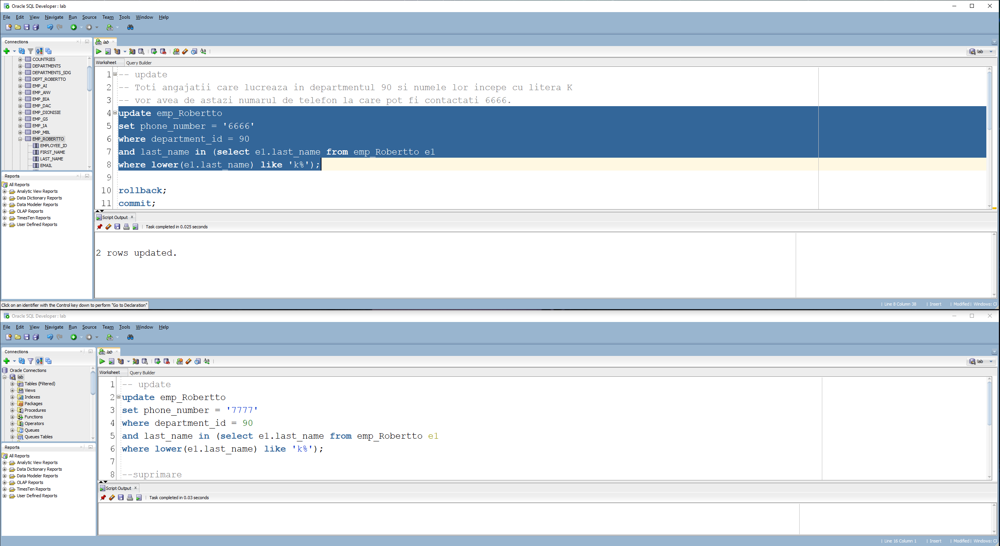 Oracle SQL Developer : lab
File Edit View Navigate Run Source Team Tools Window Help
Connections
COUNTRIES
DEPARTMENTS
DEPARTMENTS_SDG
DEPT_ROBERTTO
EMP_AI
EMP_ANV
EMP_BIA
EMP_DAC
EMP_DIONISIE
EMP_GS
EMP_IA
EMP_MBL
EMP_ROBERTTO
EMPLOYEE_ID
FIRST_NAME
LAST_NAME
EMAIL
Reports
All Reports
Analytic View Reports
Data Dictionary Reports
Data Modeler Reports
OLAP Reports
TimesTen Reports
User Defined Reports
lab
lab
Worksheet Query Builder
1 -- update
2 -- Toti angajatii care lucreaza in departmentul 90 si numele lor incepe cu litera K
3 -- vor avea de astazi numarul de telefon la care pot fi contactati 6666.
4 update emp_Robertto
5 set phone_number = '6666'
6 where department_id = 90
7 and last_name in (select e1.last_name from emp_Robertto e1
8 where lower(e1.last_name) like 'k%');
9
10 rollback;
11 commit;
Script Output
Task completed in 0.025 seconds
2 rows updated.
Click on an identifier with the Control key down to perform "Go to Declaration"
Line 8 Column 38 | Insert | Modified | Windows:
Oracle SQL Developer : lab
File Edit View Navigate Run Source Team Tools Window Help
Connections
Oracle Connections
lab
Tables (Filtered)
Views
Indexes
Packages
Procedures
Functions
Operators
Queues
Queues Tables
Reports
All Reports
Analytic View Reports
Data Dictionary Reports
Data Modeler Reports
OLAP Reports
TimesTen Reports
User Defined Reports
lab
lab
Worksheet Query Builder
1 -- update
2 update emp_Robertto
3 set phone_number = '7777'
4 where department_id = 90
5 and last_name in (select e1.last_name from emp_Robertto e1
6 where lower(e1.last_name) like 'k%');
7
8 --suprimare
Script Output
Task completed in 0.03 seconds
Line 16 Column 1 | Insert | Modified | Windows: